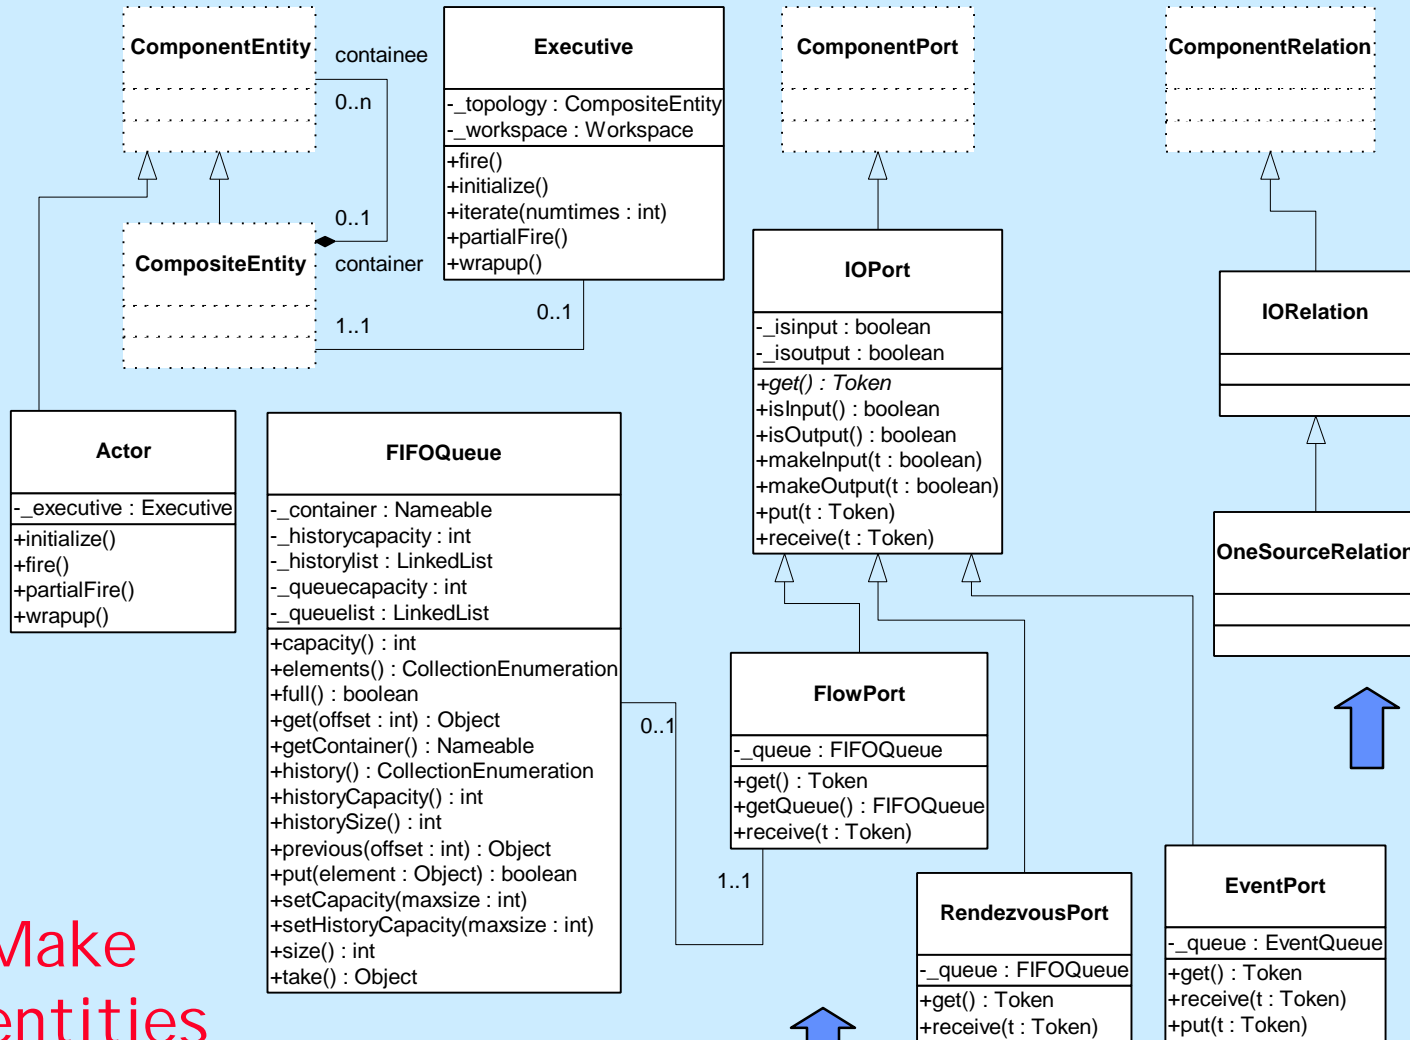 ComponentEntity
containee
0..n
0..1
container
CompositeEntity
1..1
0..1
Executive
-_topology : CompositeEntity
-_workspace : Workspace
+fire()
+initialize()
+iterate(numtimes : int)
+partialFire()
+wrapup()
ComponentPort
ComponentRelation
IOPort
-_isinput : boolean
-_isoutput : boolean
+get() : Token
+isInput() : boolean
+isOutput() : boolean
+makeInput(t : boolean)
+makeOutput(t : boolean)
+put(t : Token)
+receive(t : Token)
IORelation
OneSourceRelation
Actor
-_executive : Executive
+initialize()
+fire()
+partialFire()
+wrapup()
FIFOQueue
-_container : Nameable
-_historycapacity : int
-_historylist : LinkedList
-_queuecapacity : int
-_queuelist : LinkedList
+capacity() : int
+elements() : CollectionEnumeration
+full() : boolean
+get(offset : int) : Object
+getContainer() : Nameable
+history() : CollectionEnumeration
+historyCapacity() : int
+historySize() : int
+previous(offset : int) : Object
+put(element : Object) : boolean
+setCapacity(maxsize : int)
+setHistoryCapacity(maxsize : int)
+size() : int
+take() : Object
0..1
1..1
FlowPort
-_queue : FIFOQueue
+get() : Token
+getQueue() : FIFOQueue
+receive(t : Token)
RendezvousPort
-_queue : FIFOQueue
+get() : Token
+receive(t : Token)
EventPort
-_queue : EventQueue
+get() : Token
+receive(t : Token)
+put(t : Token)
Make
entities